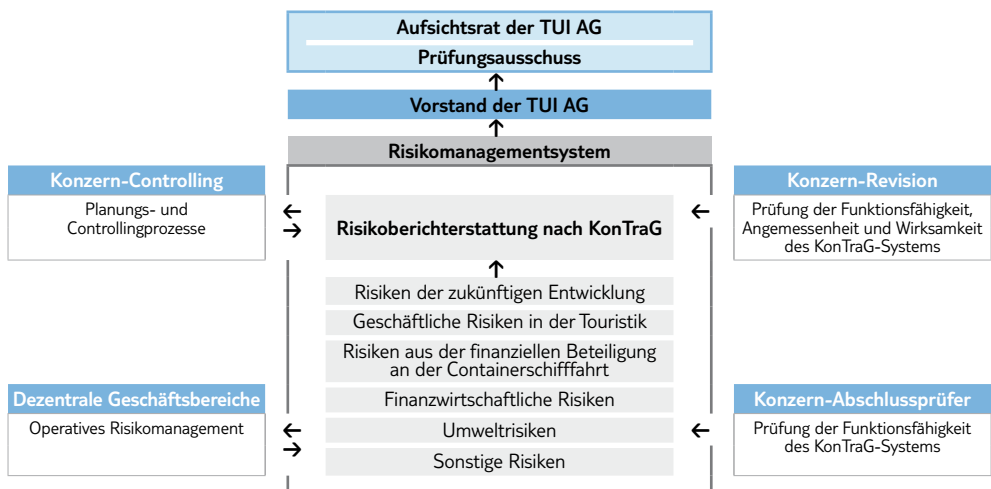 Aufsichtsrat der TUI AG
Prüfungsausschuss
↑
Vorstand der TUI AG
↑
Risikomanagementsystem
Konzern-Controlling
Planungs- und
Controllingprozesse
←
→
Risikoberichterstattung nach KonTraG
←
Konzern-Revision
Prüfung der Funktionsfähigkeit,
Angemessenheit und Wirksamkeit
des KonTraG-Systems
↑
Risiken der zukünftigen Entwicklung
Geschäftliche Risiken in der Touristik
Risiken aus der finanziellen Beteiligung
an der Containerschifffahrt
Finanzwirtschaftliche Risiken
Umweltrisiken
Sonstige Risiken
Dezentrale Geschäftsbereiche
Operatives Risikomanagement
←
→
←
Konzern-Abschlussprüfer
Prüfung der Funktionsfähigkeit
des KonTraG-Systems